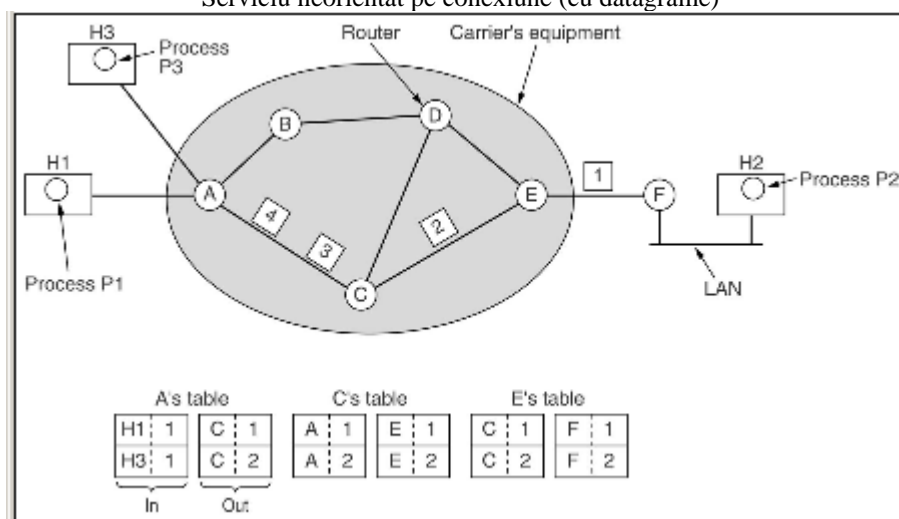 Serviciu neorientat pe conexiune (cu datagrame)
Router
Carrier's equipment
H3
Process P3
B
D
H1
A
4
3
2
E
1
F
H2
Process P2
Process P1
C
LAN
A's table
C's table
E's table
H1 1 C 1 A 1 E 1 C 1 F 1
H3 1 C 2 A 2 E 2 C 2 F 2
In
Out